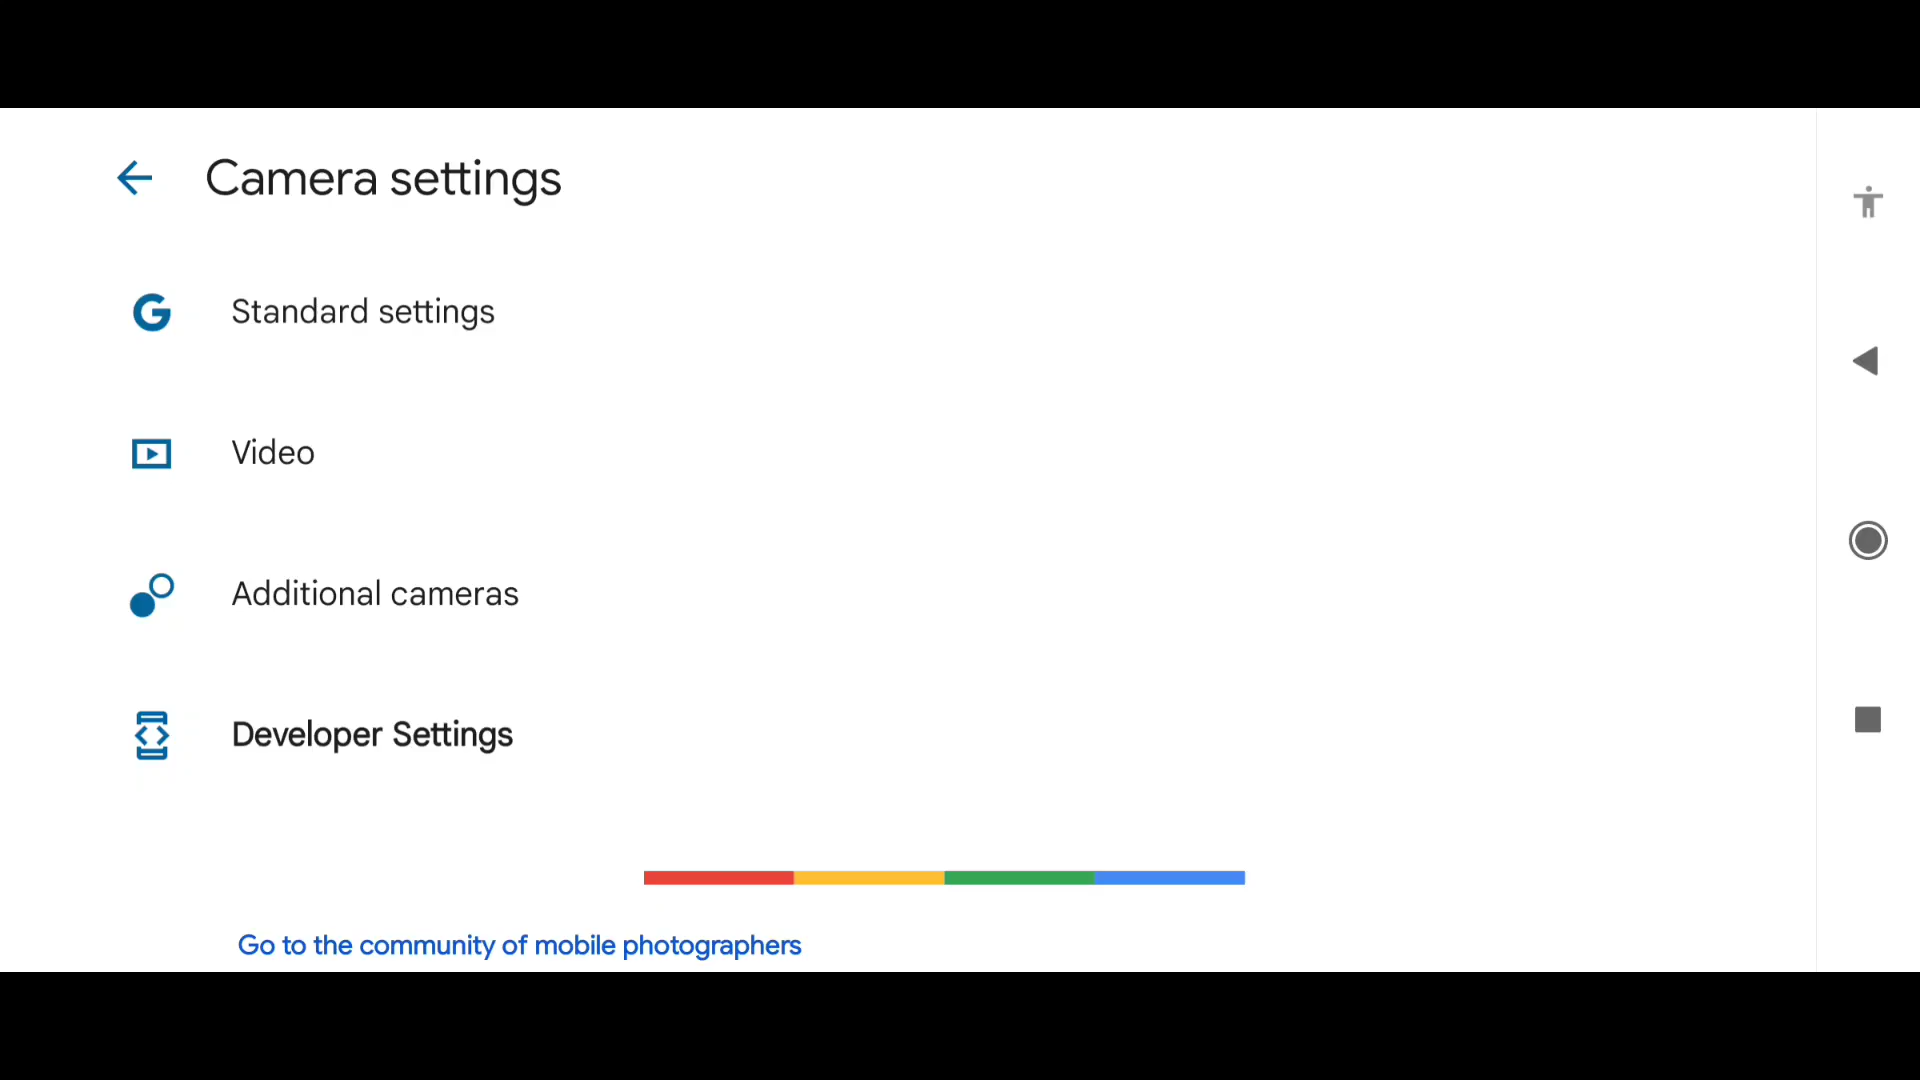 Camera settings
Standard settings
Video
Additional cameras
Developer Settings
Go to the community of mobile photographers